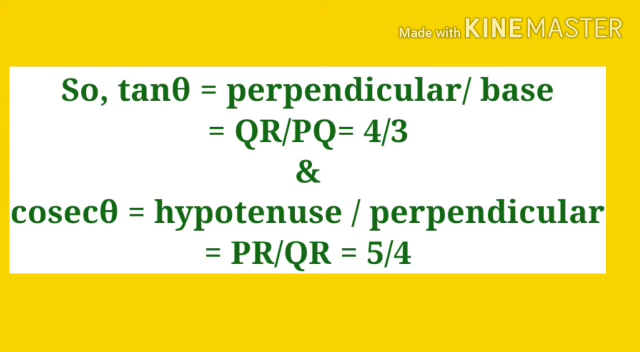 Made with KINEMASTER
So, tanθ = perpendicular/ base
= QR/PQ= 4/3
&
cosecθ = hypotenuse / perpendicular
= PR/QR = 5/4